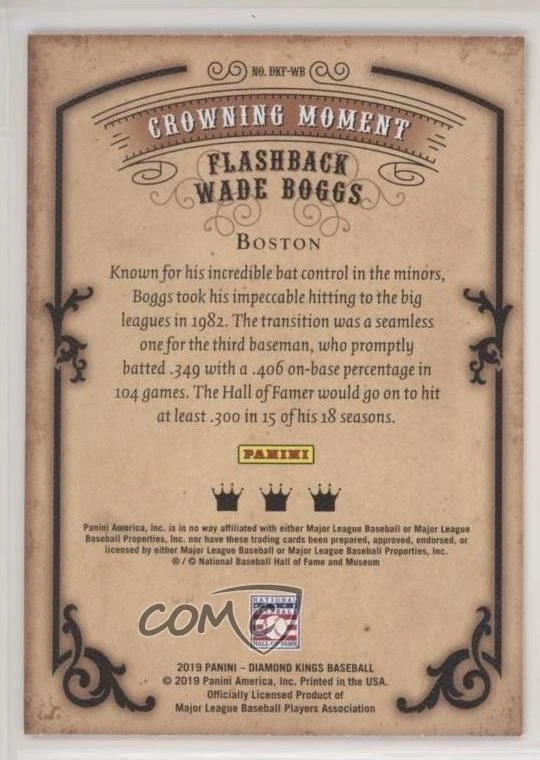 NO. DKF-WB
CROWNING MOMENT
FLASHBACK
WADE BOGGS
BOSTON
Known for his incredible bat control in the minors,
Boggs took his impeccable hitting to the big
leagues in 1982. The transition was a seamless
one for the third baseman, who promptly
batted .349 with a .406 on-base percentage in
104 games. The Hall of Famer would go on to hit
at least .300 in 15 of his 18 seasons.
PANINI
Panini America, Inc. is in no way affiliated with either Major League Baseball or Major League
Baseball Properties, Inc. nor have these trading cards been prepared, approved, endorsed, or
licensed by either Major League Baseball or Major League Baseball Properties, Inc.
® / © National Baseball Hall of Fame and Museum
NATIONAL
HALL OF FAME
COMC
2019 PANINI – DIAMOND KINGS BASEBALL
© 2019 Panini America, Inc. Printed in the USA.
Officially Licensed Product of
Major League Baseball Players Association